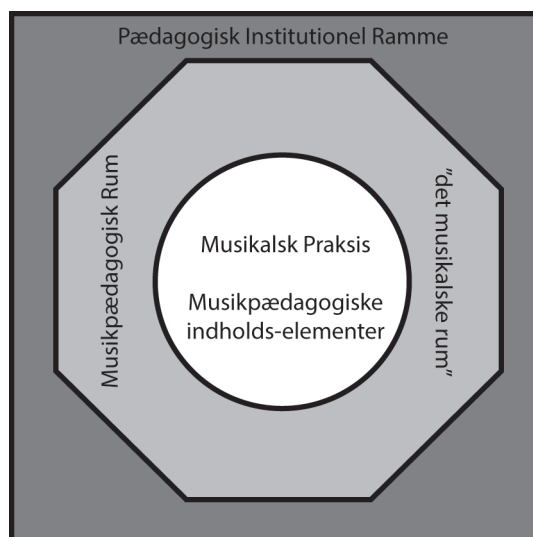 Pædagogisk Institutionel Ramme
Musikpædagogisk Rum
Musikalsk Praksis
Musikpædagogiske
indholds-elementer
"det musikalske rum"